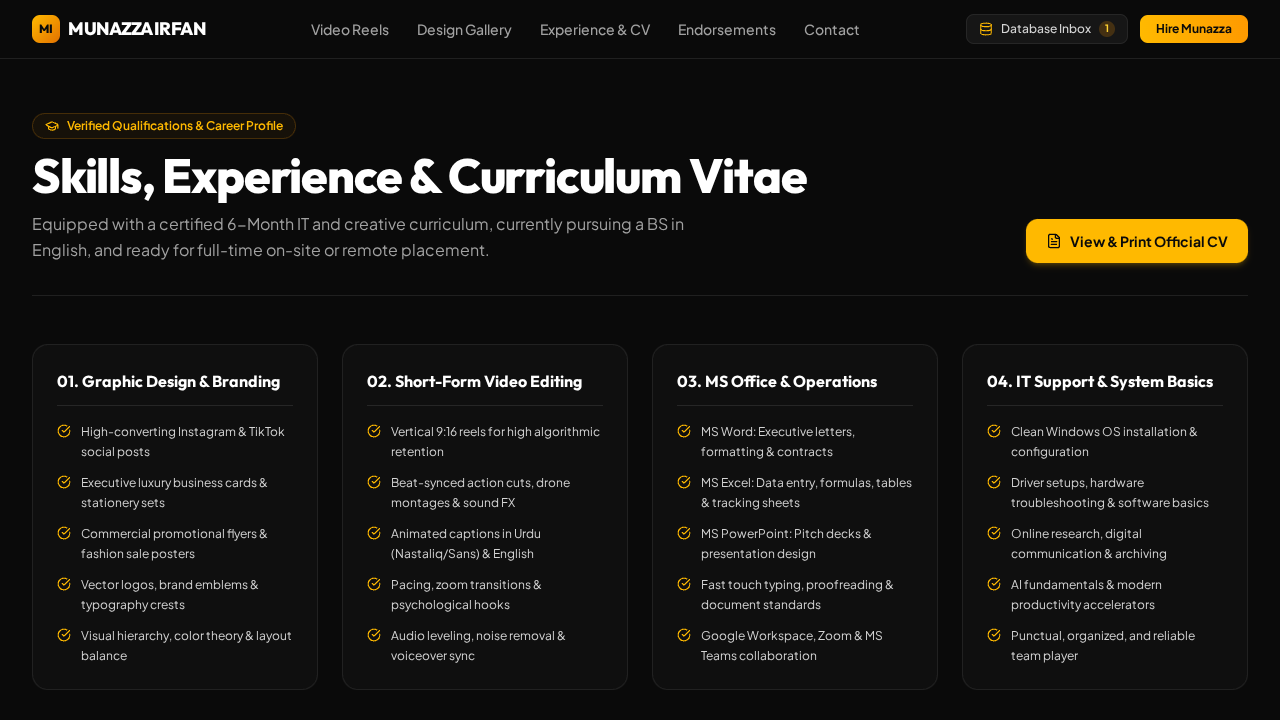 MI MUNAZZA IRFAN
Video Reels
Design Gallery
Experience & CV
Endorsements
Contact
Database Inbox 1
Hire Munazza
Verified Qualifications & Career Profile
Skills, Experience & Curriculum Vitae
Equipped with a certified 6-Month IT and creative curriculum, currently pursuing a BS in
English, and ready for full-time on-site or remote placement.
View & Print Official CV
01. Graphic Design & Branding
High-converting Instagram & TikTok
social posts
Executive luxury business cards &
stationery sets
Commercial promotional flyers &
fashion sale posters
Vector logos, brand emblems &
typography crests
Visual hierarchy, color theory & layout
balance
02. Short-Form Video Editing
Vertical 9:16 reels for high algorithmic
retention
Beat-synced action cuts, drone
montages & sound FX
Animated captions in Urdu
(Nastaliq/Sans) & English
Pacing, zoom transitions &
psychological hooks
Audio leveling, noise removal &
voiceover sync
03. MS Office & Operations
MS Word: Executive letters,
formatting & contracts
MS Excel: Data entry, formulas, tables
& tracking sheets
MS PowerPoint: Pitch decks &
presentation design
Fast touch typing, proofreading &
document standards
Google Workspace, Zoom & MS
Teams collaboration
04. IT Support & System Basics
Clean Windows OS installation &
configuration
Driver setups, hardware
troubleshooting & software basics
Online research, digital
communication & archiving
AI fundamentals & modern
productivity accelerators
Punctual, organized, and reliable
team player